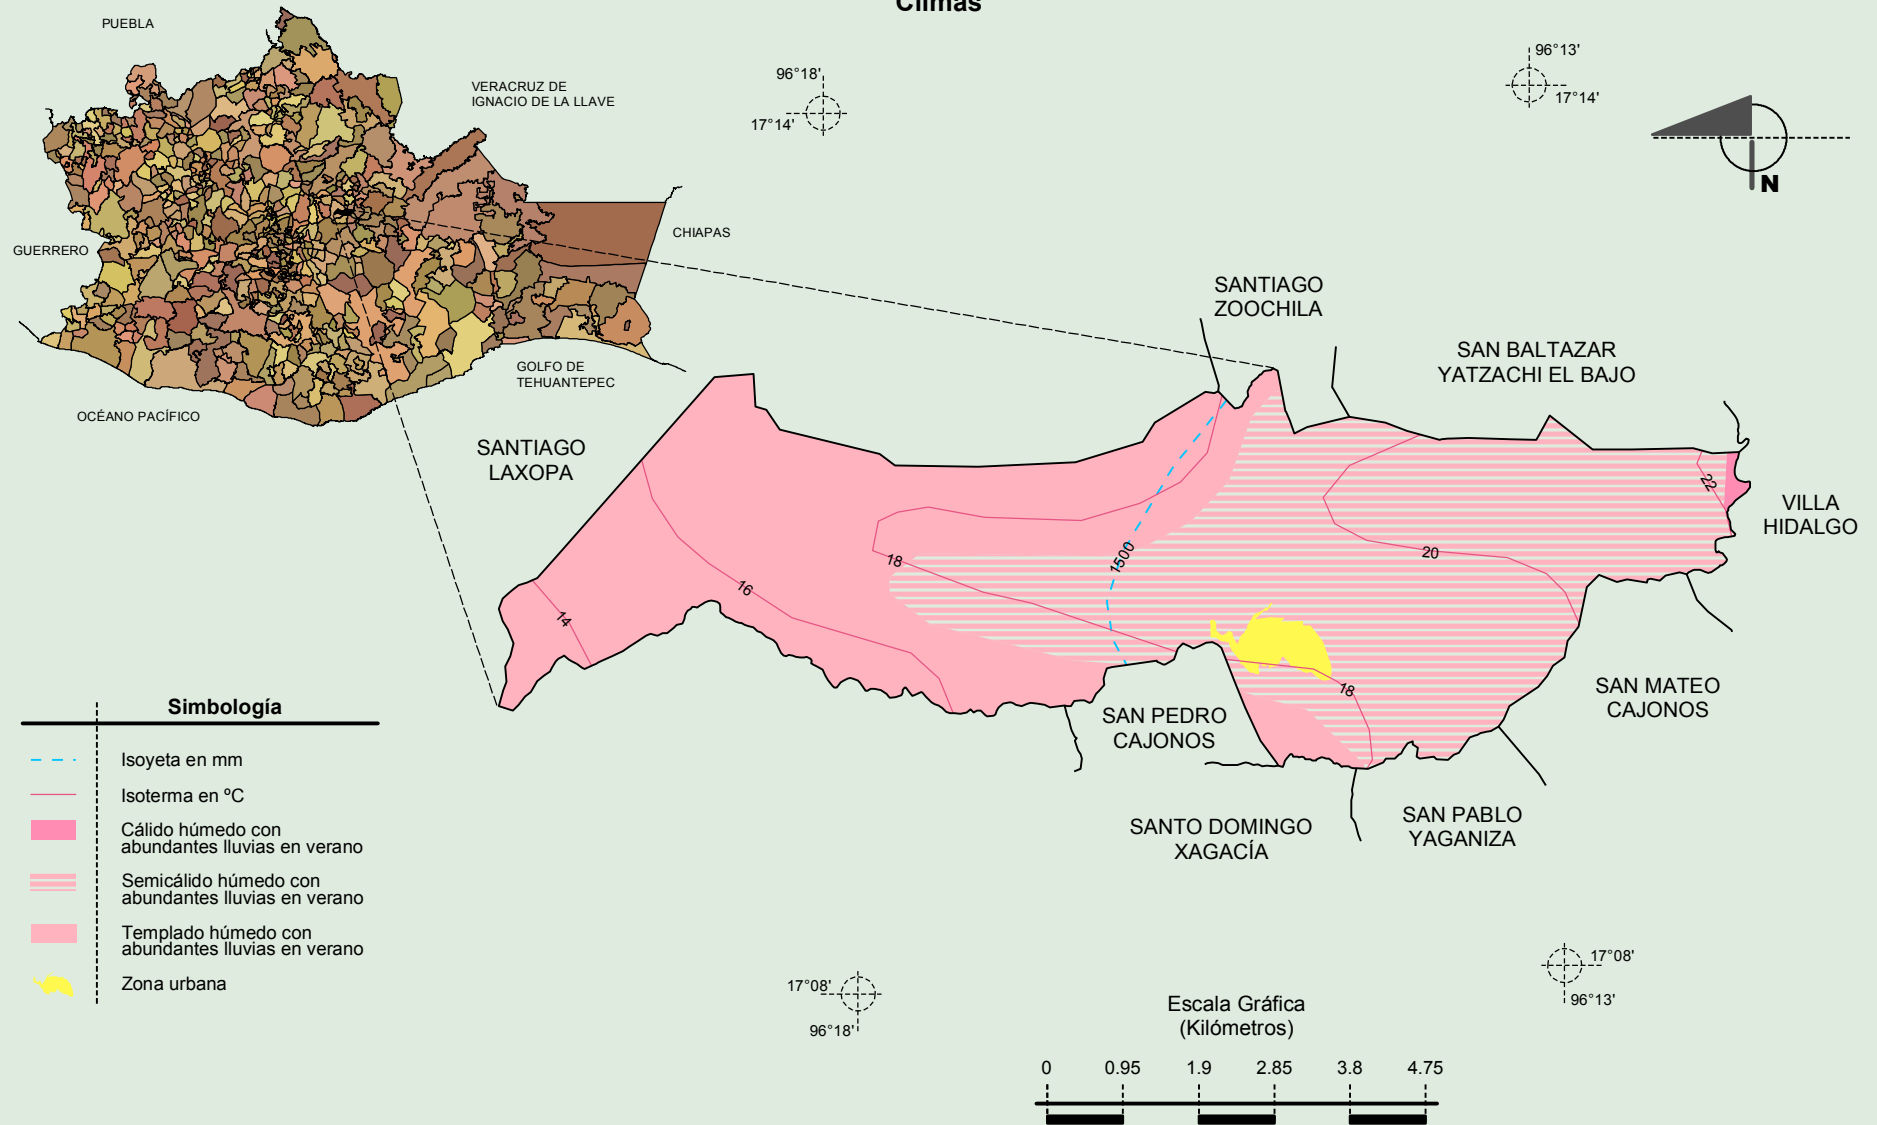 Climas
PUEBLA
VERACRUZ DE
IGNACIO DE LA LLAVE
GUERRERO
CHIAPAS
GOLFO DE
TEHUANTEPEC
OCÉANO PACÍFICO
96°18'
17°14'
96°13'
17°14'
N
SANTIAGO
ZOOCHILA
SAN BALTAZAR
YATZACHI EL BAJO
SANTIAGO
LAXOPA
VILLA
HIDALGO
22
20
1500
18
16
14
18
SAN MATEO
CAJONOS
SAN PEDRO
CAJONOS
SANTO DOMINGO
XAGACÍA
SAN PABLO
YAGANIZA
Simbología
Isoyeta en mm
Isoterma en ºC
Cálido húmedo con
abundantes lluvias en verano
Semicálido húmedo con
abundantes lluvias en verano
Templado húmedo con
abundantes lluvias en verano
Zona urbana
17°08'
96°18'
17°08'
96°13'
Escala Gráfica
(Kilómetros)
0 0.95 1.9 2.85 3.8 4.75